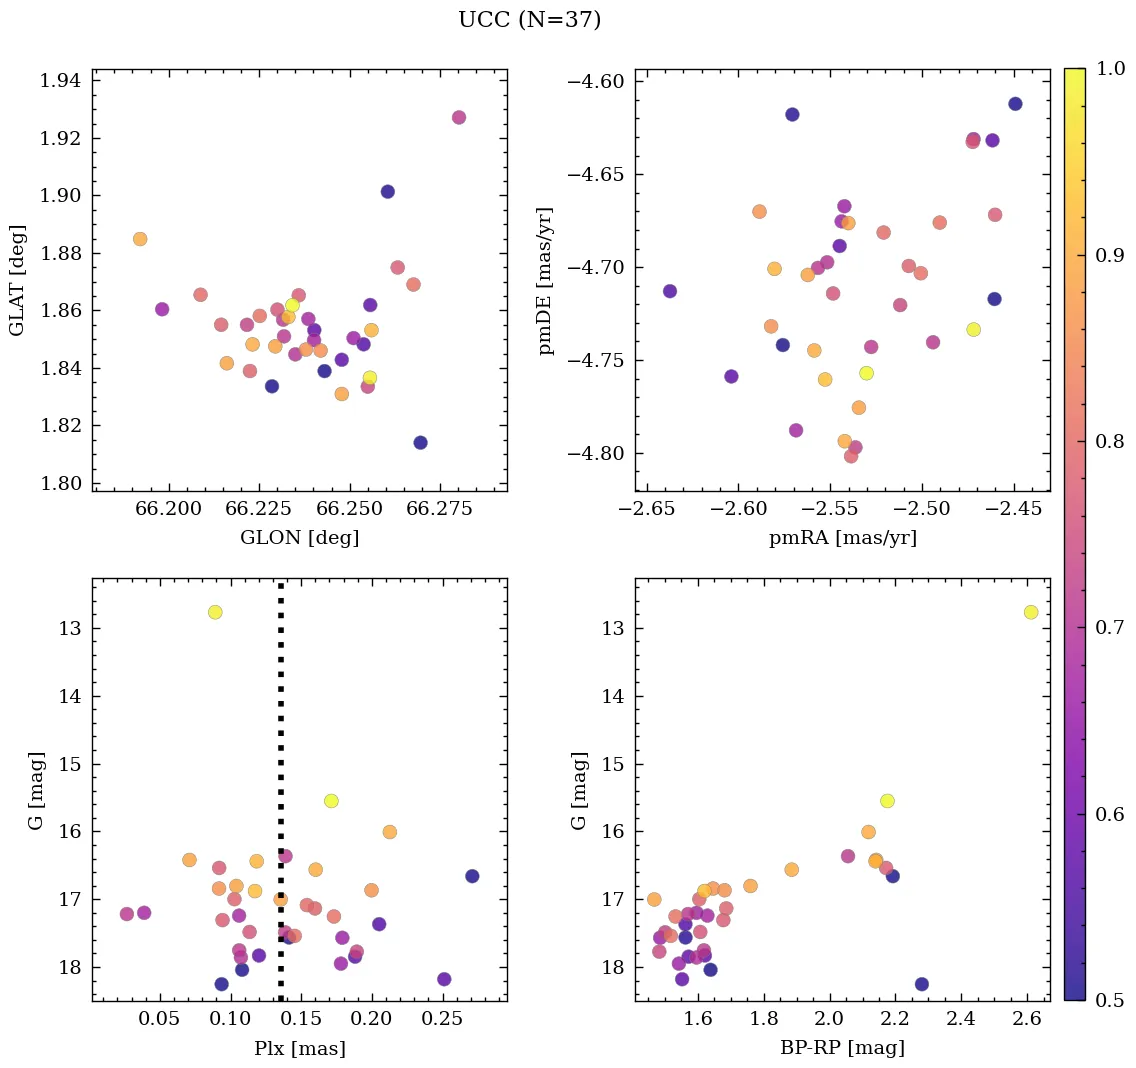 UCC (N=37)
1.94
1.92
1.90
1.88
1.86
1.84
1.82
1.80
GLAT [deg]
66.200 66.225 66.250 66.275
GLON [deg]
−4.60
−4.65
−4.70
−4.75
−4.80
pmDE [mas/yr]
−2.65 −2.60 −2.55 −2.50 −2.45
pmRA [mas/yr]
13
14
15
16
17
18
G [mag]
0.05 0.10 0.15 0.20 0.25
Plx [mas]
13
14
15
16
17
18
G [mag]
1.6 1.8 2.0 2.2 2.4 2.6
BP-RP [mag]
1.0
0.9
0.8
0.7
0.6
0.5